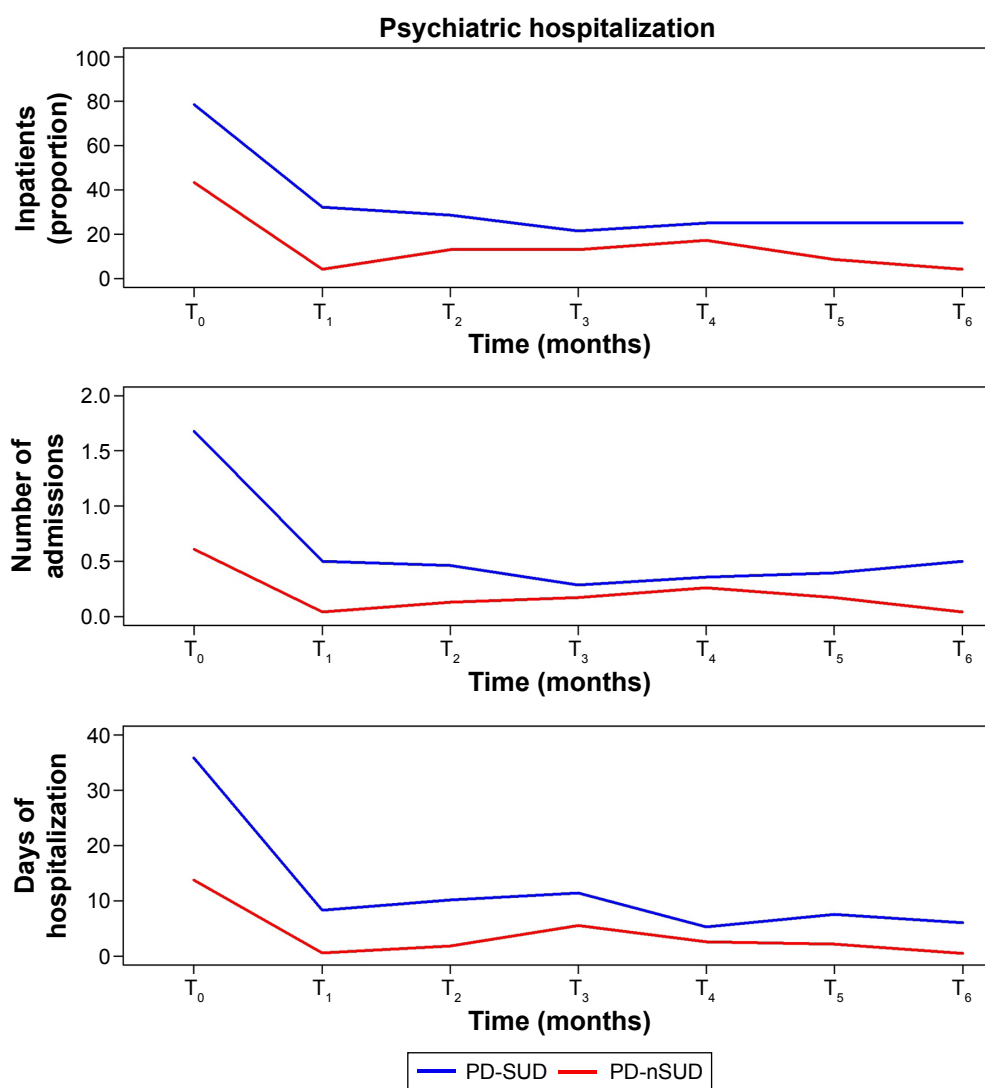 Psychiatric hospitalization
Inpatients
(proportion)
100
80
60
40
20
0
T₀ T₁ T₂ T₃ T₄ T₅ T₆
Time (months)
Number of
admissions
2.0
1.5
1.0
0.5
0.0
T₀ T₁ T₂ T₃ T₄ T₅ T₆
Time (months)
Days of
hospitalization
40
30
20
10
0
T₀ T₁ T₂ T₃ T₄ T₅ T₆
Time (months)
PD-SUD PD-nSUD